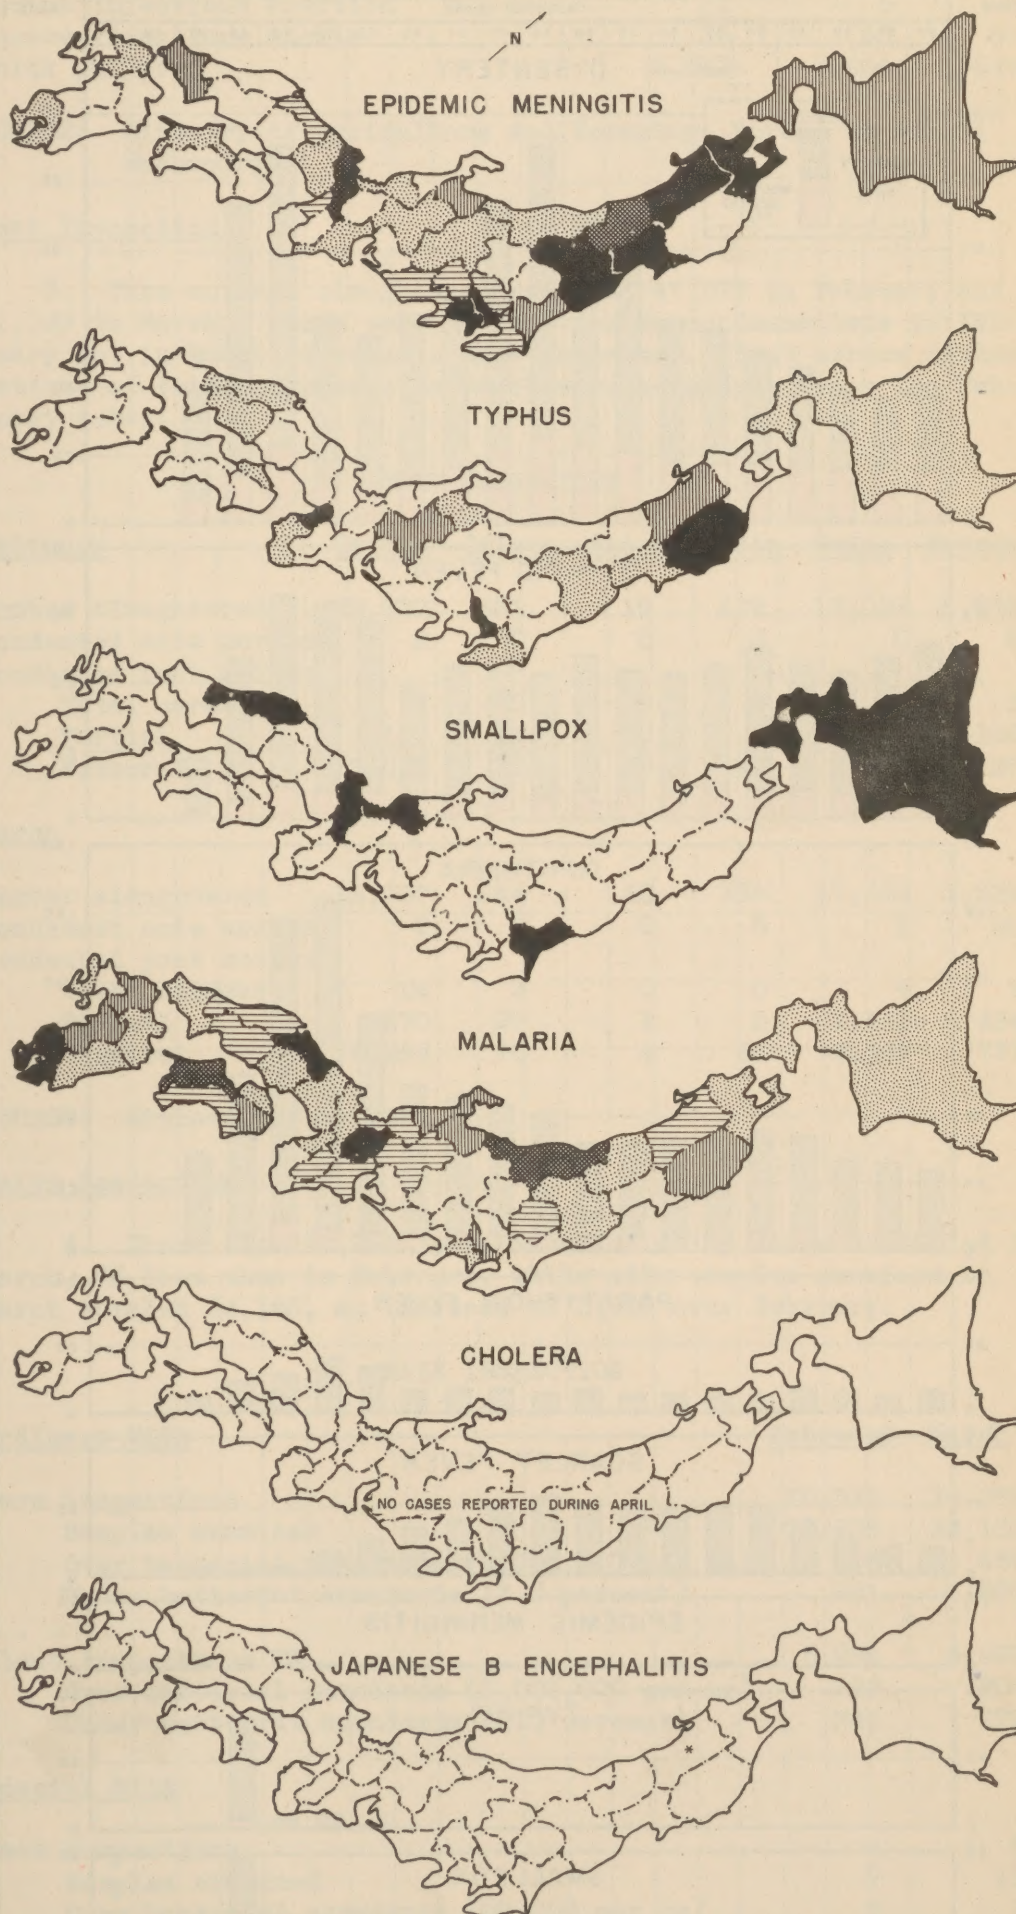 N
EPIDEMIC MENINGITIS
TYPHUS
SMALLPOX
MALARIA
CHOLERA
NO CASES REPORTED DURING APRIL
JAPANESE B ENCEPHALITIS
*